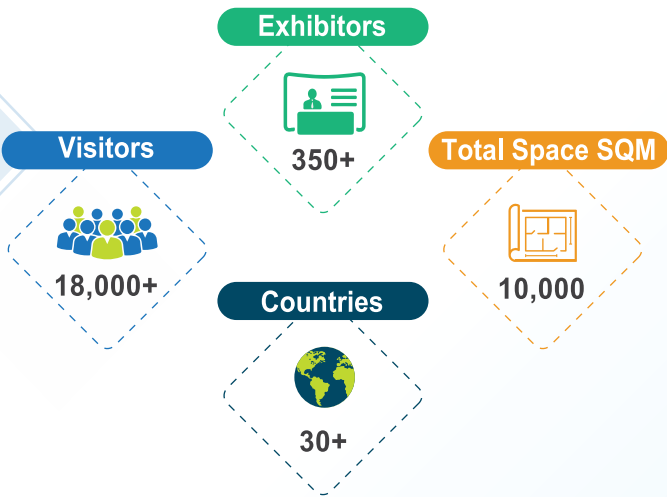 Exhibitors
350+
Visitors
18,000+
Total Space SQM
10,000
Countries
30+